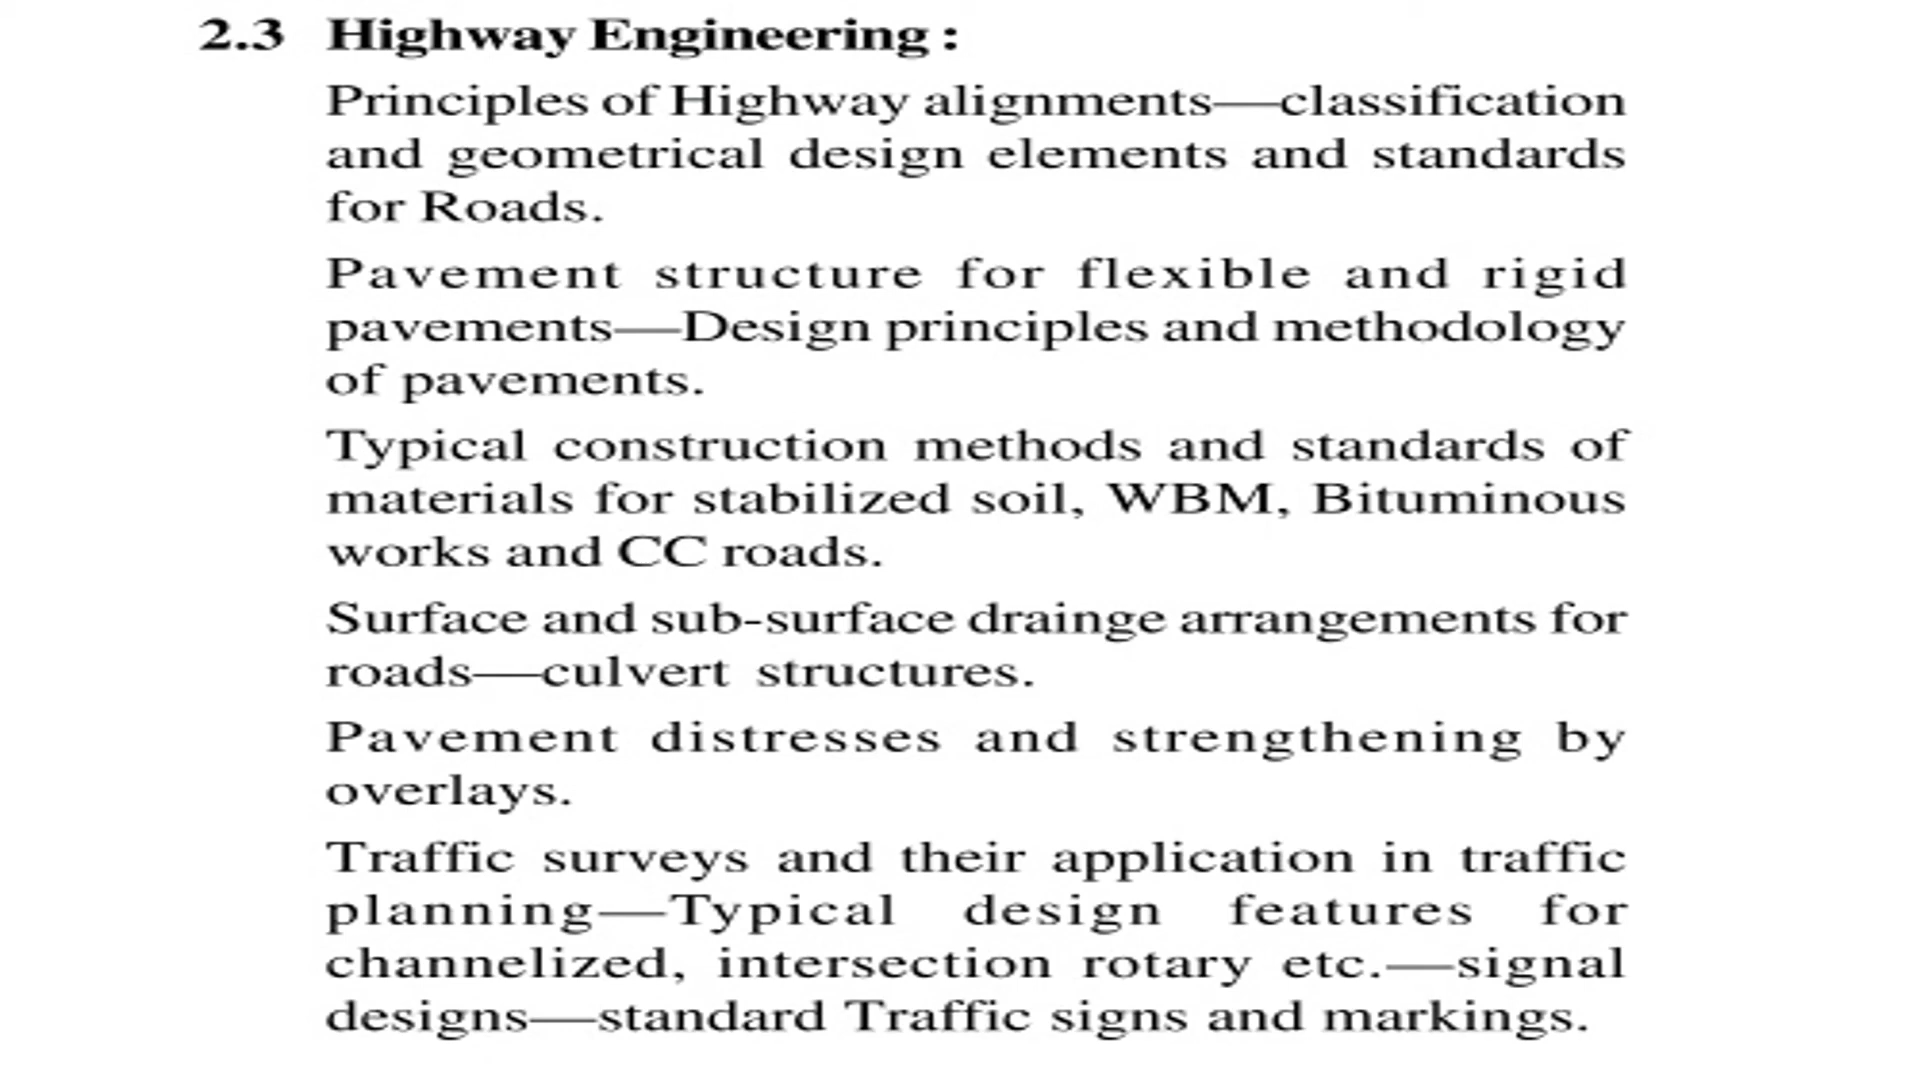 2.3 Highway Engineering :
Principles of Highway alignments—classification
and geometrical design elements and standards
for Roads.
Pavement structure for flexible and rigid
pavements—Design principles and methodology
of pavements.
Typical construction methods and standards of
materials for stabilized soil, WBM, Bituminous
works and CC roads.
Surface and sub-surface drainge arrangements for
roads—culvert structures.
Pavement distresses and strengthening by
overlays.
Traffic surveys and their application in traffic
planning—Typical design features for
channelized, intersection rotary etc.—signal
designs—standard Traffic signs and markings.